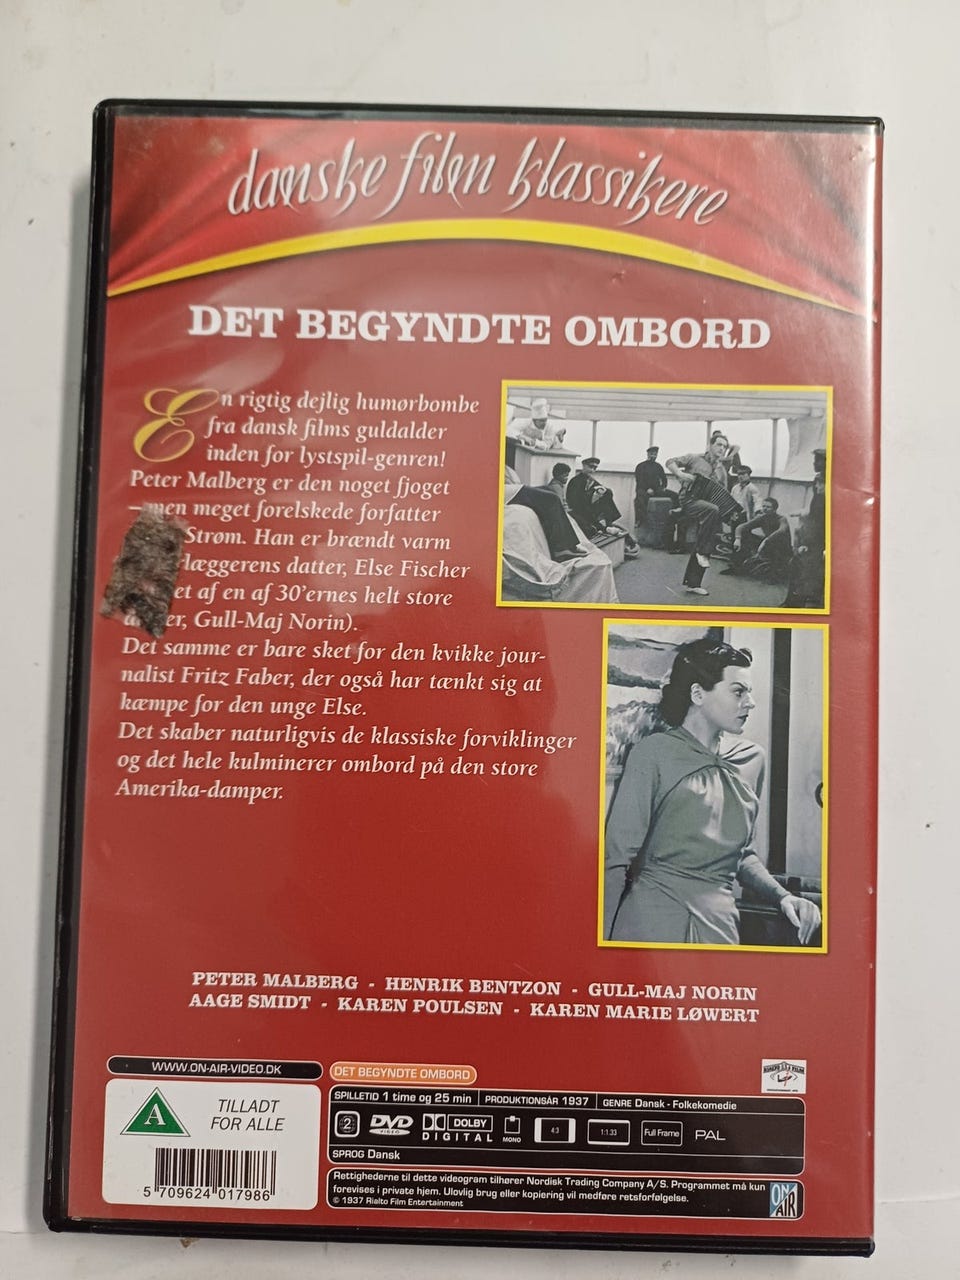 danske film klassikere
DET BEGYNDTE OMBORD
En rigtig dejlig humørbombe
fra dansk films guldalder
inden for lystspil-genren!
Peter Malberg er den noget fjoget
men meget forelskede forfatter
Strøm. Han er brændt varm
læggerens datter, Else Fischer
et af en af 30'ernes helt store
er, Gull-Maj Norin).
Det samme er bare sket for den kvikke jour-
nalist Fritz Faber, der også har tænkt sig at
kæmpe for den unge Else.
Det skaber naturligvis de klassiske forviklinger
og det hele kulminerer ombord på den store
Amerika-damper.
PETER MALBERG - HENRIK BENTZON - GULL-MAJ NORIN
AAGE SMIDT - KAREN POULSEN - KAREN MARIE LØWERT
WWW.ON-AIR-VIDEO.DK
A
TILLADT
FOR ALLE
5 709624 017986
DET BEGYNDTE OMBORD
SPILLETID 1 time og 25 min PRODUKTIONSÅR 1937 GENRE Dansk - Folkekomedie
2 DVD VIDEO DOLBY DIGITAL MONO 4:3 1:1.33 Full Frame PAL
SPROG Dansk
Rettighederne til dette videogram tilhører Nordisk Trading Company A/S. Programmet må kun
forevises i private hjem. Ulovlig brug eller kopiering vil medføre retsforfølgelse.
© 1937 Rialto Film Entertainment
ON AIR